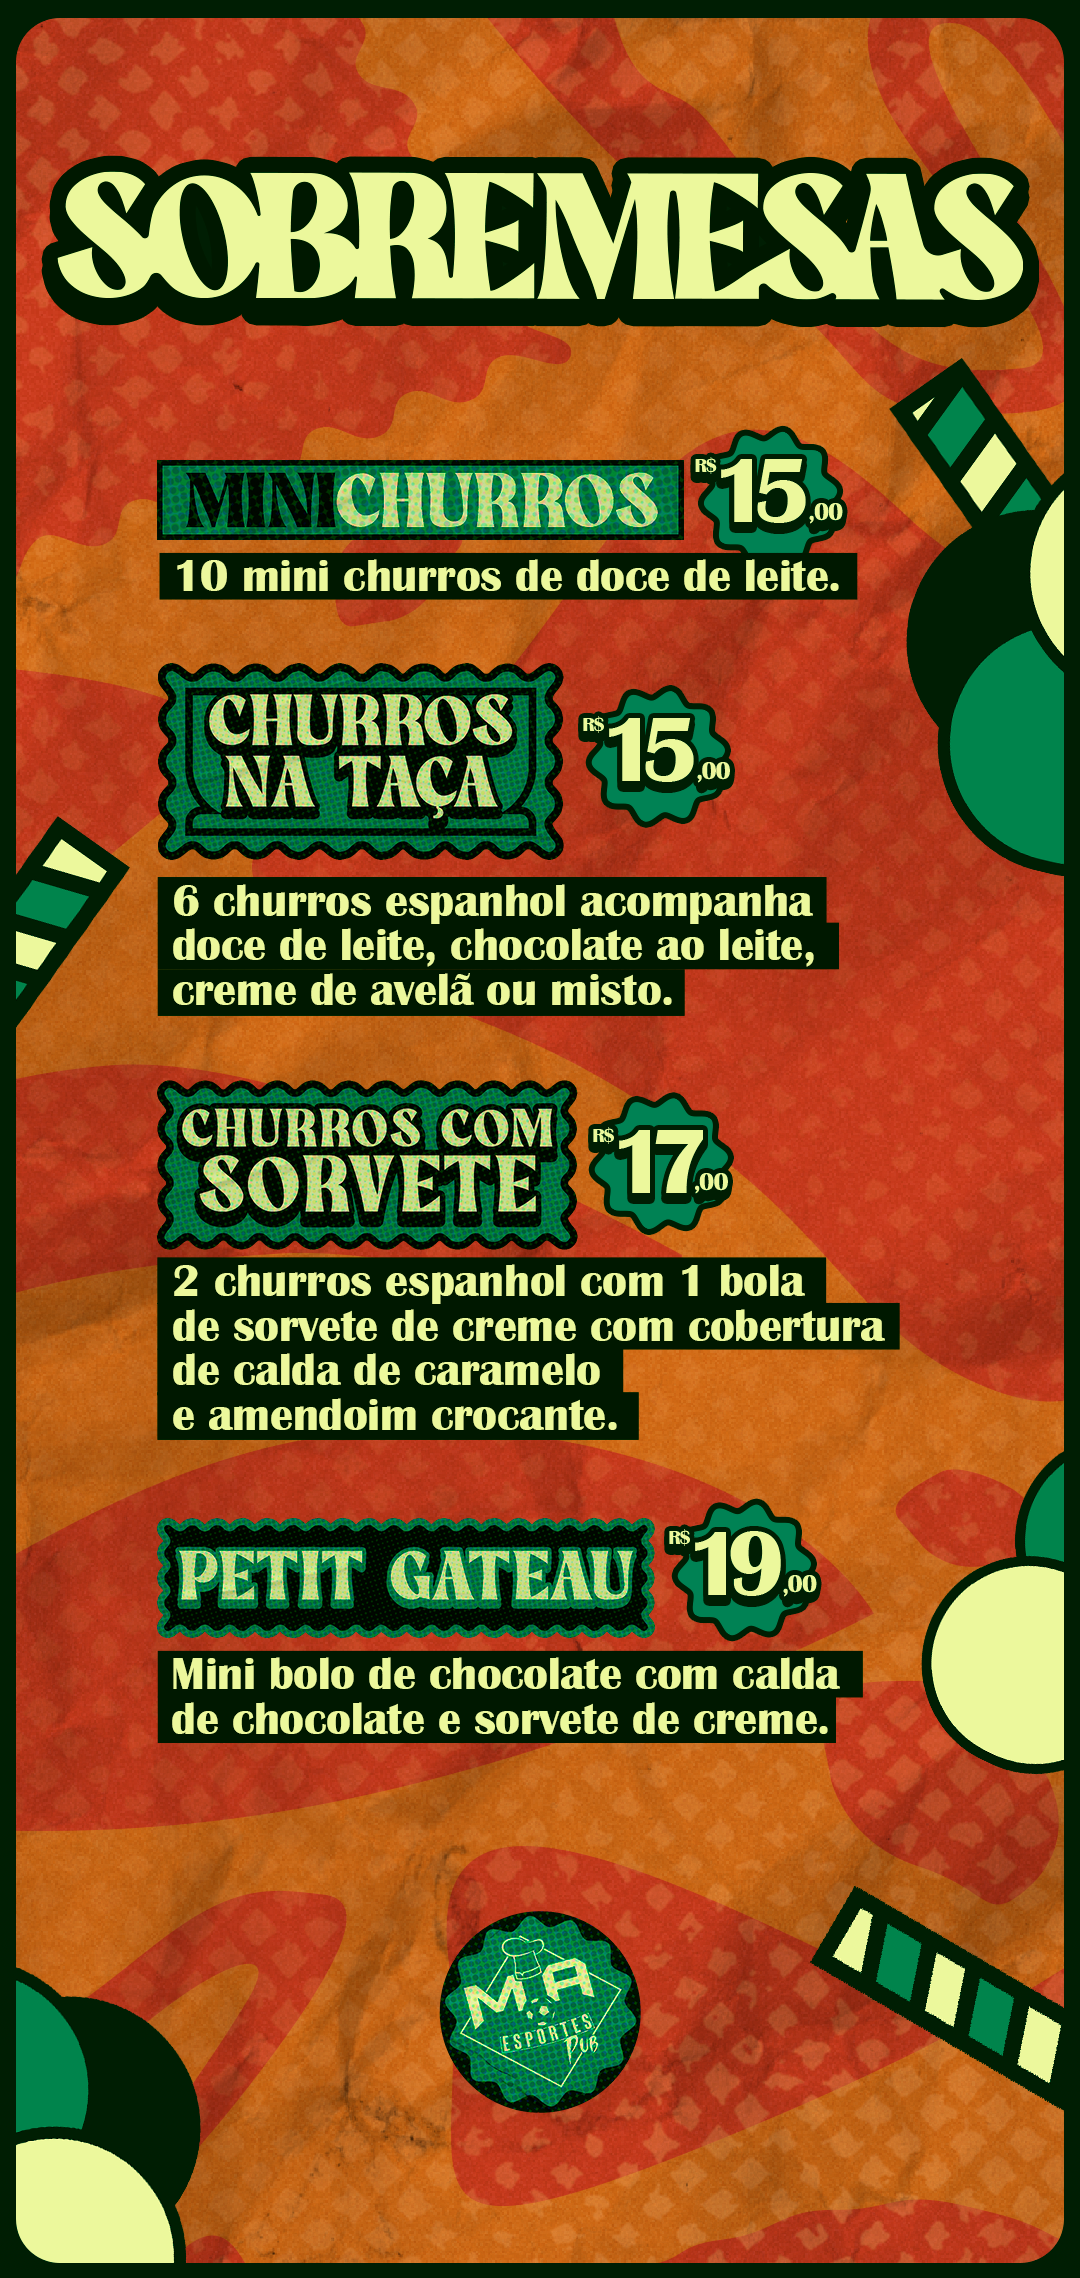 SOBREMESAS
MINICHURROS R$ 15,00
10 mini churros de doce de leite.
CHURROS
NA TAÇA
R$ 15,00
6 churros espanhol acompanha
doce de leite, chocolate ao leite,
creme de avelã ou misto.
CHURROS COM
SORVETE
R$ 17,00
2 churros espanhol com 1 bola
de sorvete de creme com cobertura
de calda de caramelo
e amendoim crocante.
PETIT GATEAU R$ 19,00
Mini bolo de chocolate com calda
de chocolate e sorvete de creme.
M.A
ESPORTES
PUB